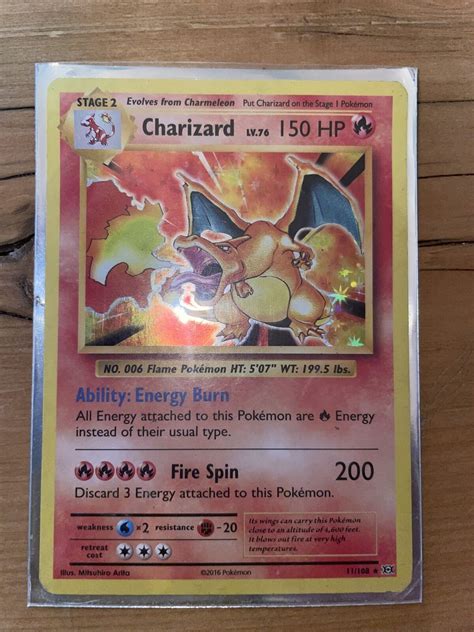 STAGE 2 Evolves from Charmeleon Put Charizard on the Stage 1 Pokémon
Charizard LV.76 150 HP
NO. 006 Flame Pokémon HT: 5'07" WT: 199.5 lbs.
Ability: Energy Burn
All Energy attached to this Pokémon are Energy
instead of their usual type.
Fire Spin 200
Discard 3 Energy attached to this Pokémon.
weakness ×2 resistance -20
retreat
cost
Its wings can carry this Pokémon
close to an altitude of 4,600 feet.
It blows out fire at very high
temperatures.
Illus. Mitsuhiro Arita ©2016 Pokémon 11/108